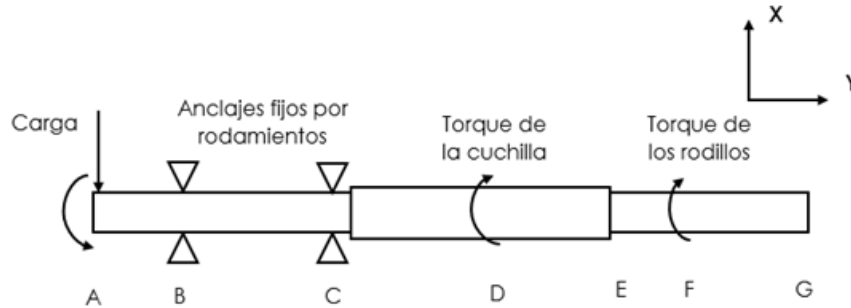 X
Y
Carga
Anclajes fijos por
rodamientos
Torque de
la cuchilla
Torque de
los rodillos
A B C D E F G